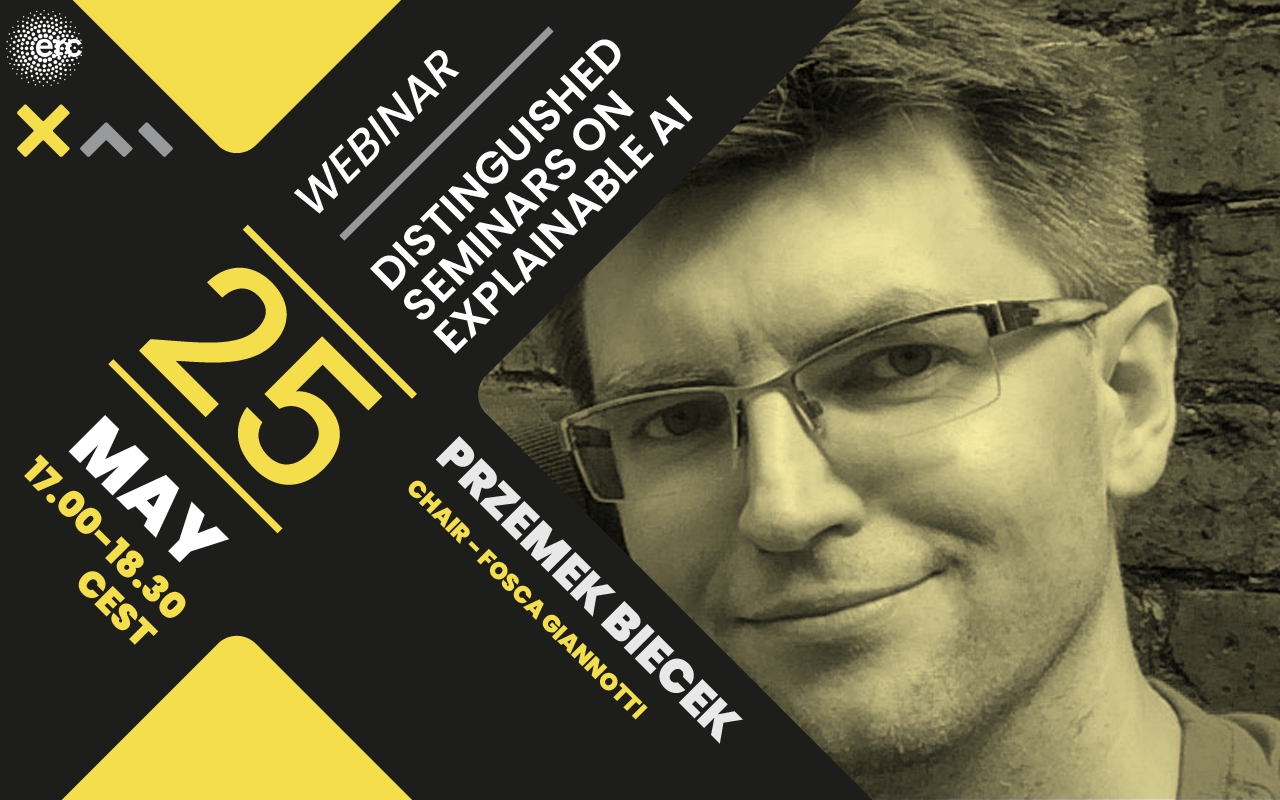 erc
WEBINAR
DISTINGUISHED
SEMINARS ON
EXPLAINABLE AI
25
MAY
17.00–18.30
CEST
PRZEMEK BIECEK
CHAIR – FOSCA GIANNOTTI